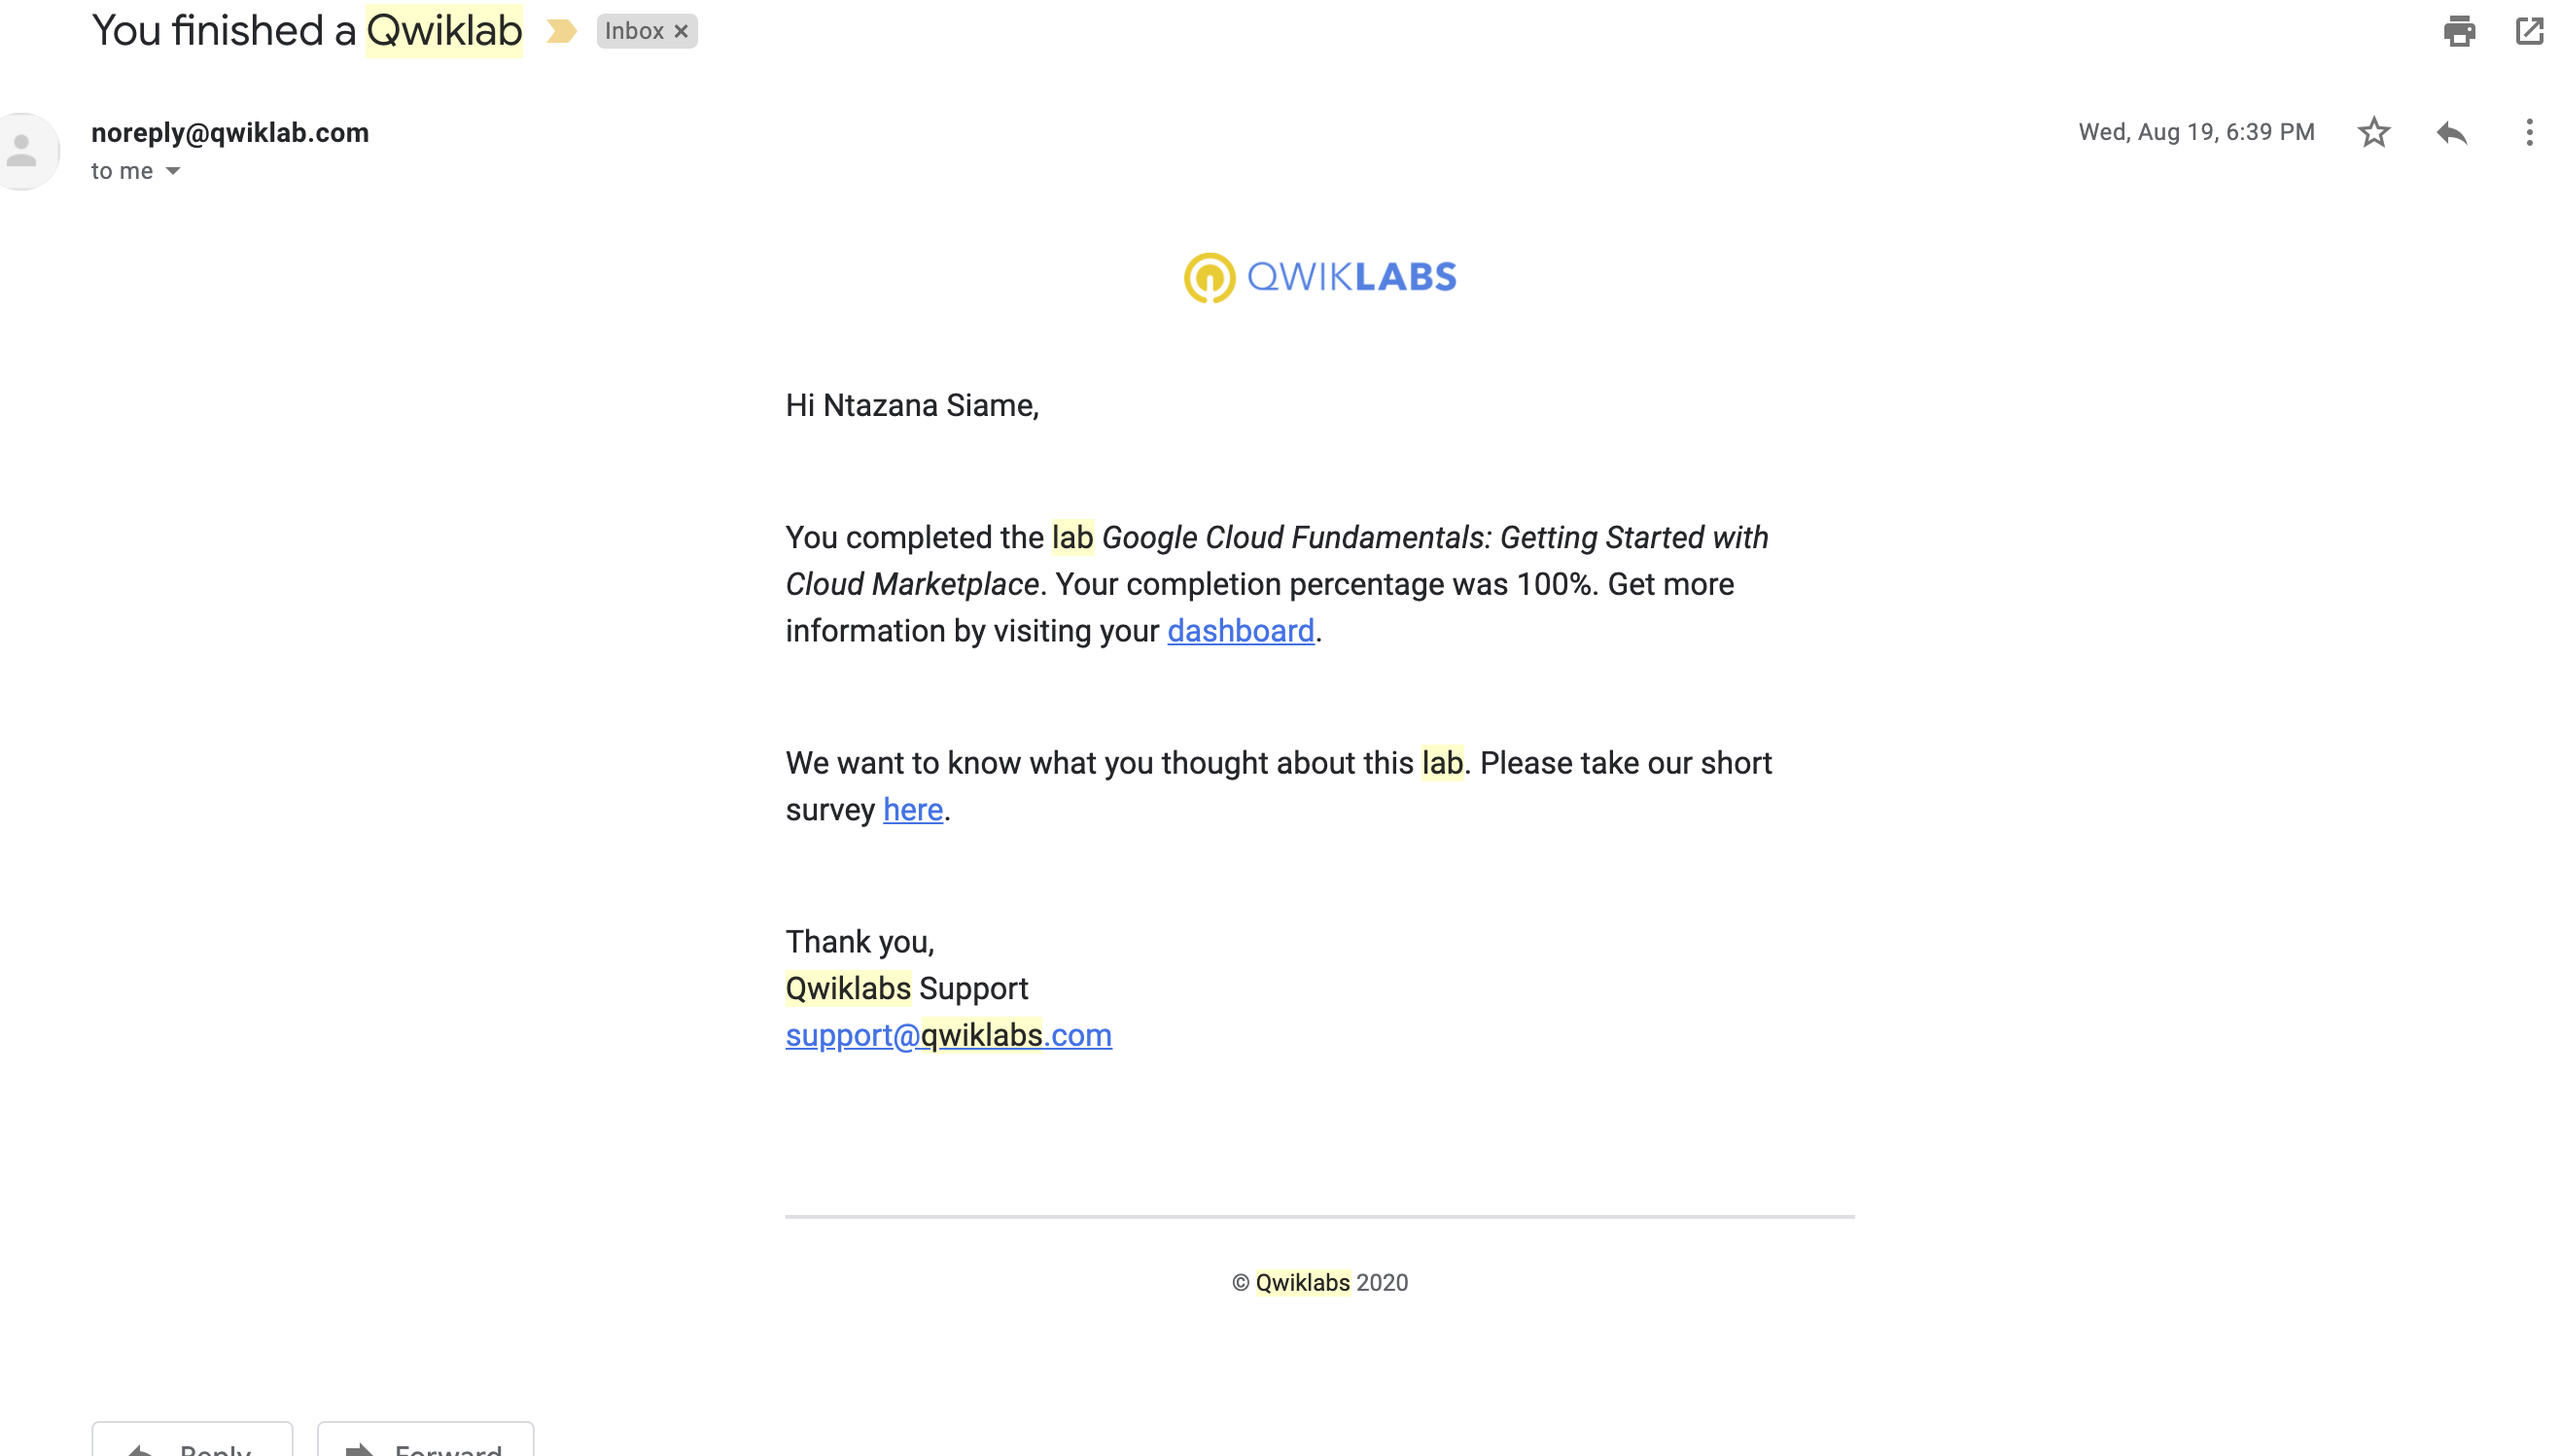 You finished a Qwiklab
Inbox ×
noreply@qwiklab.com
Wed, Aug 19, 6:39 PM
to me
QWIKLABS
Hi Ntazana Siame,
You completed the lab Google Cloud Fundamentals: Getting Started with
Cloud Marketplace. Your completion percentage was 100%. Get more
information by visiting your dashboard.
We want to know what you thought about this lab. Please take our short
survey here.
Thank you,
Qwiklabs Support
support@qwiklabs.com
© Qwiklabs 2020
Reply
Forward